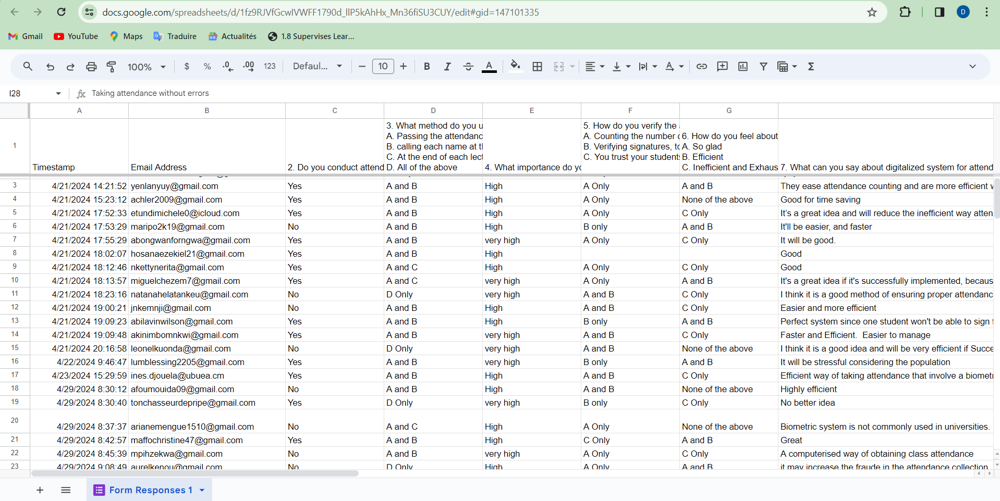 docs.google.com/spreadsheets/d/1fz9RJVfGcwIVWFF1790d_llP5kAhHx_Mn36fiSU3CUY/edit#gid=147101335
D
Gmail YouTube Maps Traduire Actualités 1.8 Supervises Lear...
100% $ % .0 .00 123 Defaul... 10 B I A
I28 fx Taking attendance without errors
A B C D E F G
1 Timestamp Email Address 2. Do you conduct attend
3. What method do you u
A. Passing the attendanc
B. calling each name at t
C. At the end of each lect
D. All of the above
4. What importance do yo
5. How do you verify the
A. Counting the number
B. Verifying signatures, to
C. You trust your students
6. How do you feel about
A. So glad
B. Efficient
C. Inefficient and Exhaus
7. What can you say about digitalized system for attend
3 4/21/2024 14:21:52 yenlanyuy@gmail.com Yes A and B High A Only A and B They ease attendance counting and are more efficient w
4 4/21/2024 15:23:12 achler2009@gmail.com Yes A and B High A Only None of the above Good for time saving
5 4/21/2024 17:52:33 etundimichele0@icloud.com Yes A and B High A Only C Only It's a great idea and will reduce the inefficient way atten
6 4/21/2024 17:53:29 maripo2k19@gmail.com No A and B High B only A and B It'll be easier, and faster
7 4/21/2024 17:55:29 abongwanforngwa@gmail.com Yes A and B very high A Only C Only It will be good.
8 4/21/2024 18:02:07 hosanaezekiel21@gmail.com Yes A and B High Good
9 4/21/2024 18:12:46 nkettynerita@gmail.com Yes A and C High A Only C Only Good
10 4/21/2024 18:13:57 miguelchezem7@gmail.com Yes A and C very high A Only A and B It's a great idea if it's successfully implemented, becaus
11 4/21/2024 18:23:16 natanahelatankeu@gmail.com No D Only very high A and B C Only I think it is a good method of ensuring proper attendanc
12 4/21/2024 19:00:21 jnkemnji@gmail.com No A and B High A and B C Only Easier and more efficient
13 4/21/2024 19:09:23 abilavinwilson@gmail.com Yes A and B High B only A and B Perfect system since one student won't be able to sign f
14 4/21/2024 19:09:48 akinimbomnkwi@gmail.com Yes A and B very high A and B C Only Faster and Efficient.  Easier to manage
15 4/21/2024 20:16:58 leonelkuonda@gmail.com No D Only very high A and B None of the above I think it is a good idea and will be very efficient if Succe
16 4/22/2024 9:46:47 lumblessing2205@gmail.com Yes A and B very high B only A and B It will be stressful considering the population
17 4/23/2024 15:29:59 ines.djouela@ubuea.cm Yes A and B High A and B C Only Efficient way of taking attendance that involve a biometr
18 4/29/2024 8:30:12 afoumouida09@gmail.com No A and B High A and B None of the above Highly efficient
19 4/29/2024 8:30:40 tonchasseurdepripe@gmail.com Yes D Only very high B only C Only No better idea
20 4/29/2024 8:37:37 arianemengue1510@gmail.com No A and C High A Only None of the above Biometric system is not commonly used in universities.
21 4/29/2024 8:42:57 maffochristine47@gmail.com Yes A and B High C Only A and B Great
22 4/29/2024 8:45:39 mpihzekwa@gmail.com No A and B very high A Only C Only A computerised way of obtaining class attendance
23 4/29/2024 9:08:49 aurelkenou@gmail.com No D Only High A Only A and B it may increase the fraude in the attendance collection
Form Responses 1